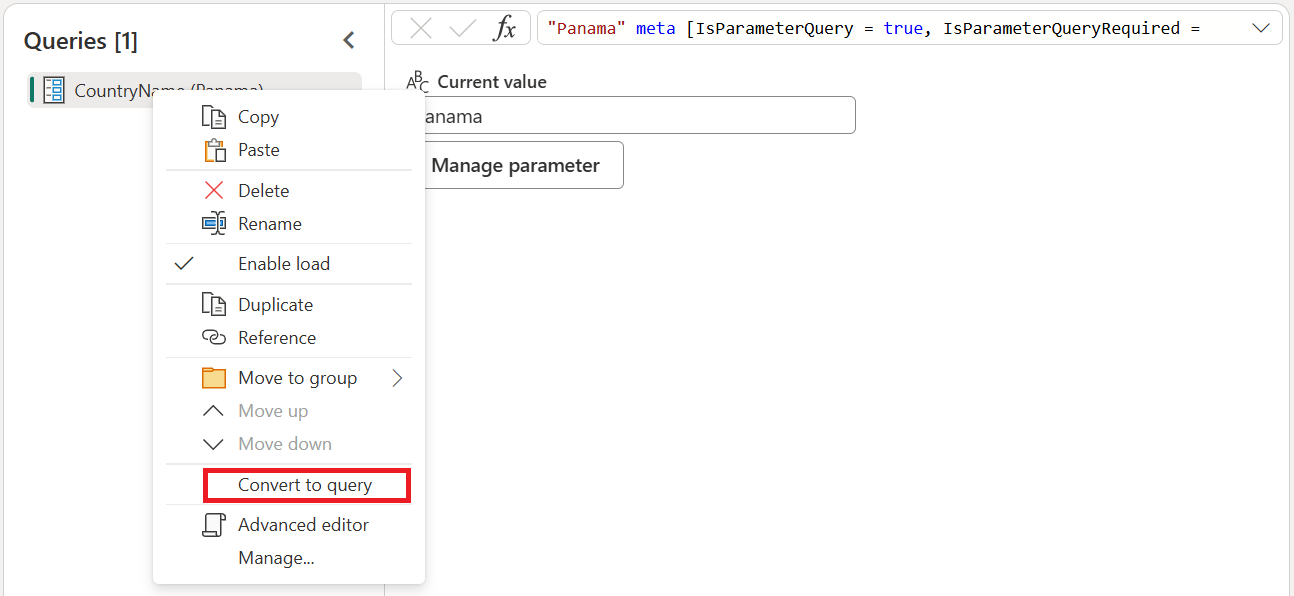 Queries [1]
fx "Panama" meta [IsParameterQuery = true, IsParameterQueryRequired =
CountryName (Panama)
ABC Current value
anama
Manage parameter
Copy
Paste
Delete
Rename
Enable load
Duplicate
Reference
Move to group
Move up
Move down
Convert to query
Advanced editor
Manage...